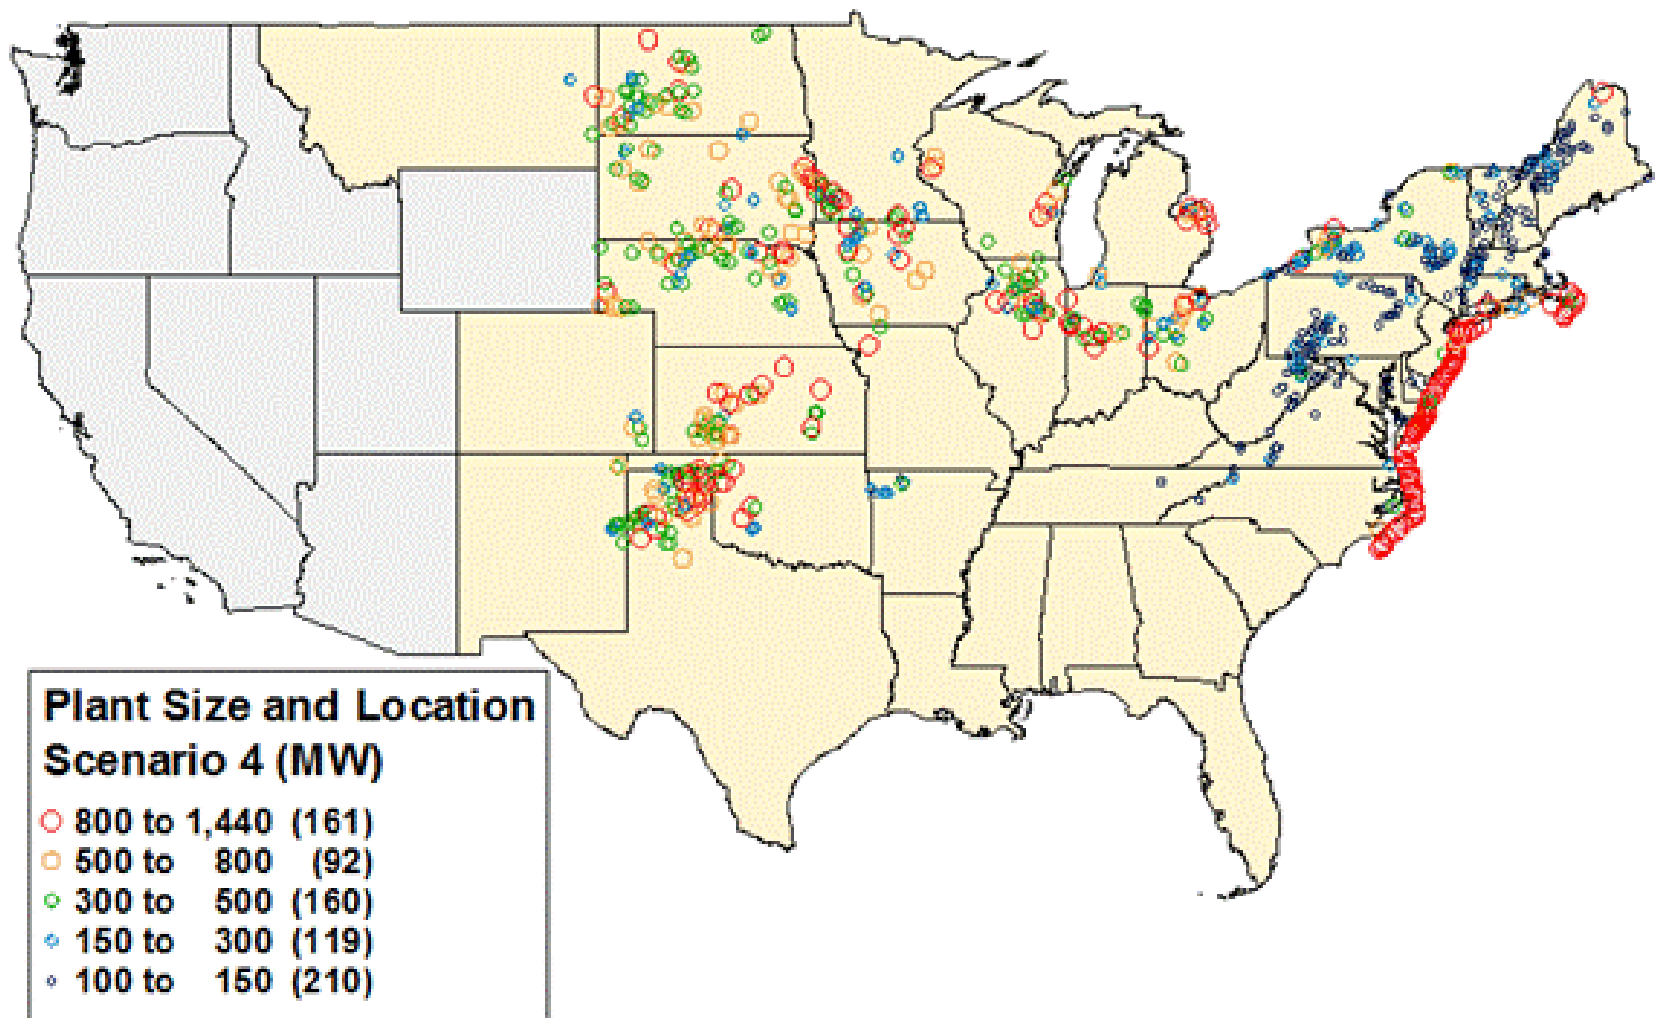 Plant Size and Location
Scenario 4 (MW)
800 to 1,440 (161)
500 to 800 (92)
300 to 500 (160)
150 to 300 (119)
100 to 150 (210)